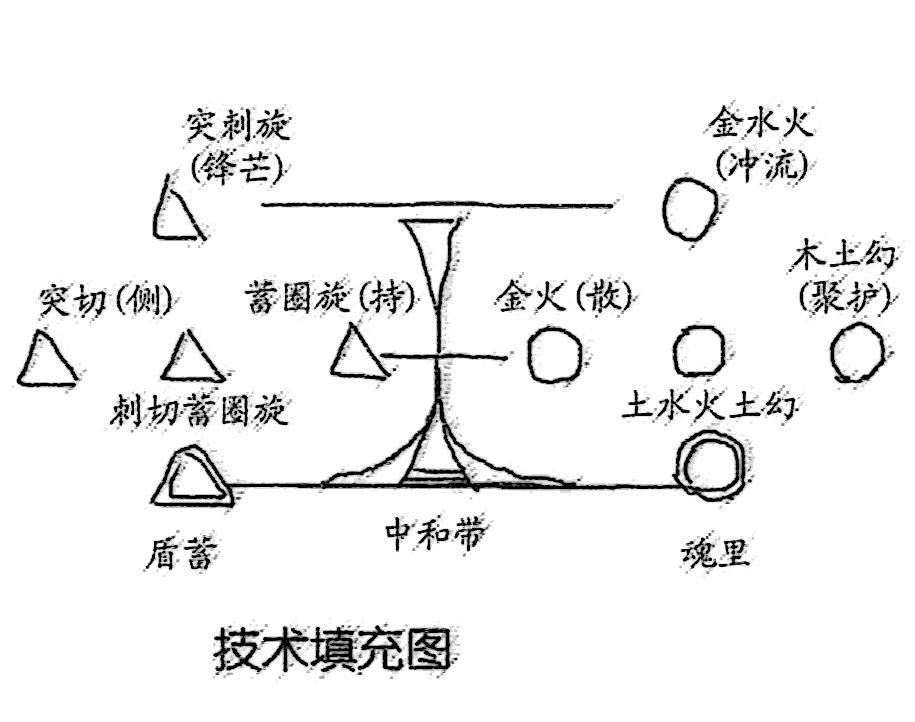 突刺旋
(锋芒)
金水火
(冲流)
木土幻
(聚护)
突切(侧)
蓄圈旋(持)
金火(散)
刺切蓄圈旋
土水火土幻
盾蓄
中和带
魂里
技术填充图